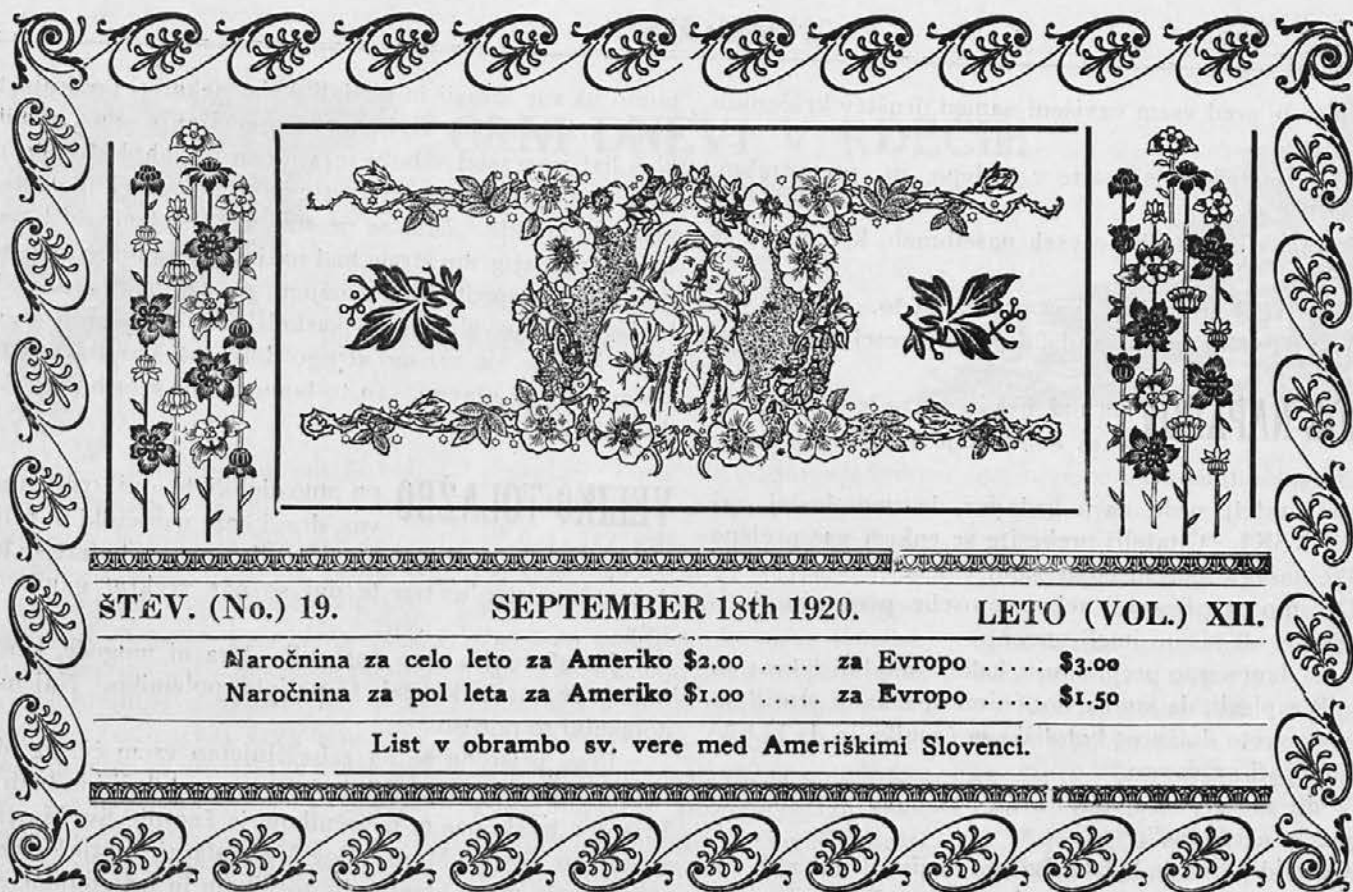 ŠTEV. (No.) 19. SEPTEMBER 18th 1920. LETO (VOL.) XII.
Naročnina za celo leto za Ameriko $2.00 za Evropo $3.00
Naročnina za pol leta za Ameriko $1.00 za Evropo $1.50
List v obrambo sv. vere med Ameriškimi Slovenci.